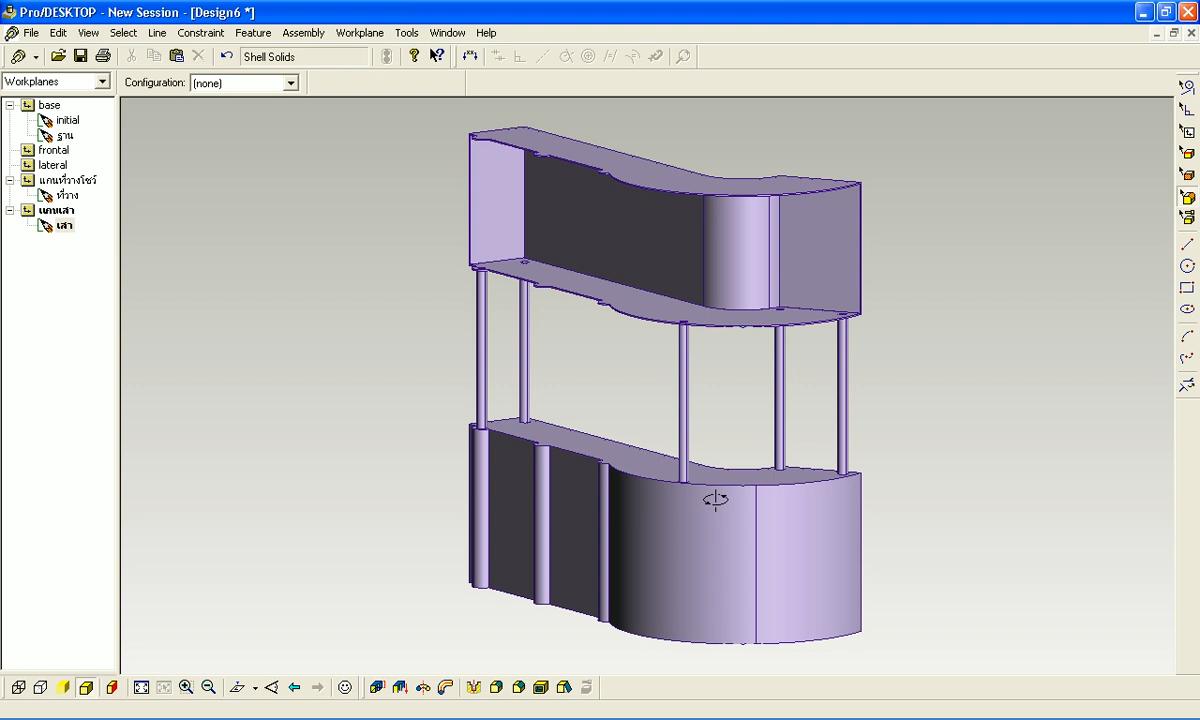 Pro/DESKTOP - New Session - [Design6 *]
File Edit View Select Line Constraint Feature Assembly Workplane Tools Window Help
Shell Solids
Workplanes Configuration: (none)
base
initial
ฐาน
frontal
lateral
แกนที่วางโชว์
ที่วาง
แกนเสา
เสา